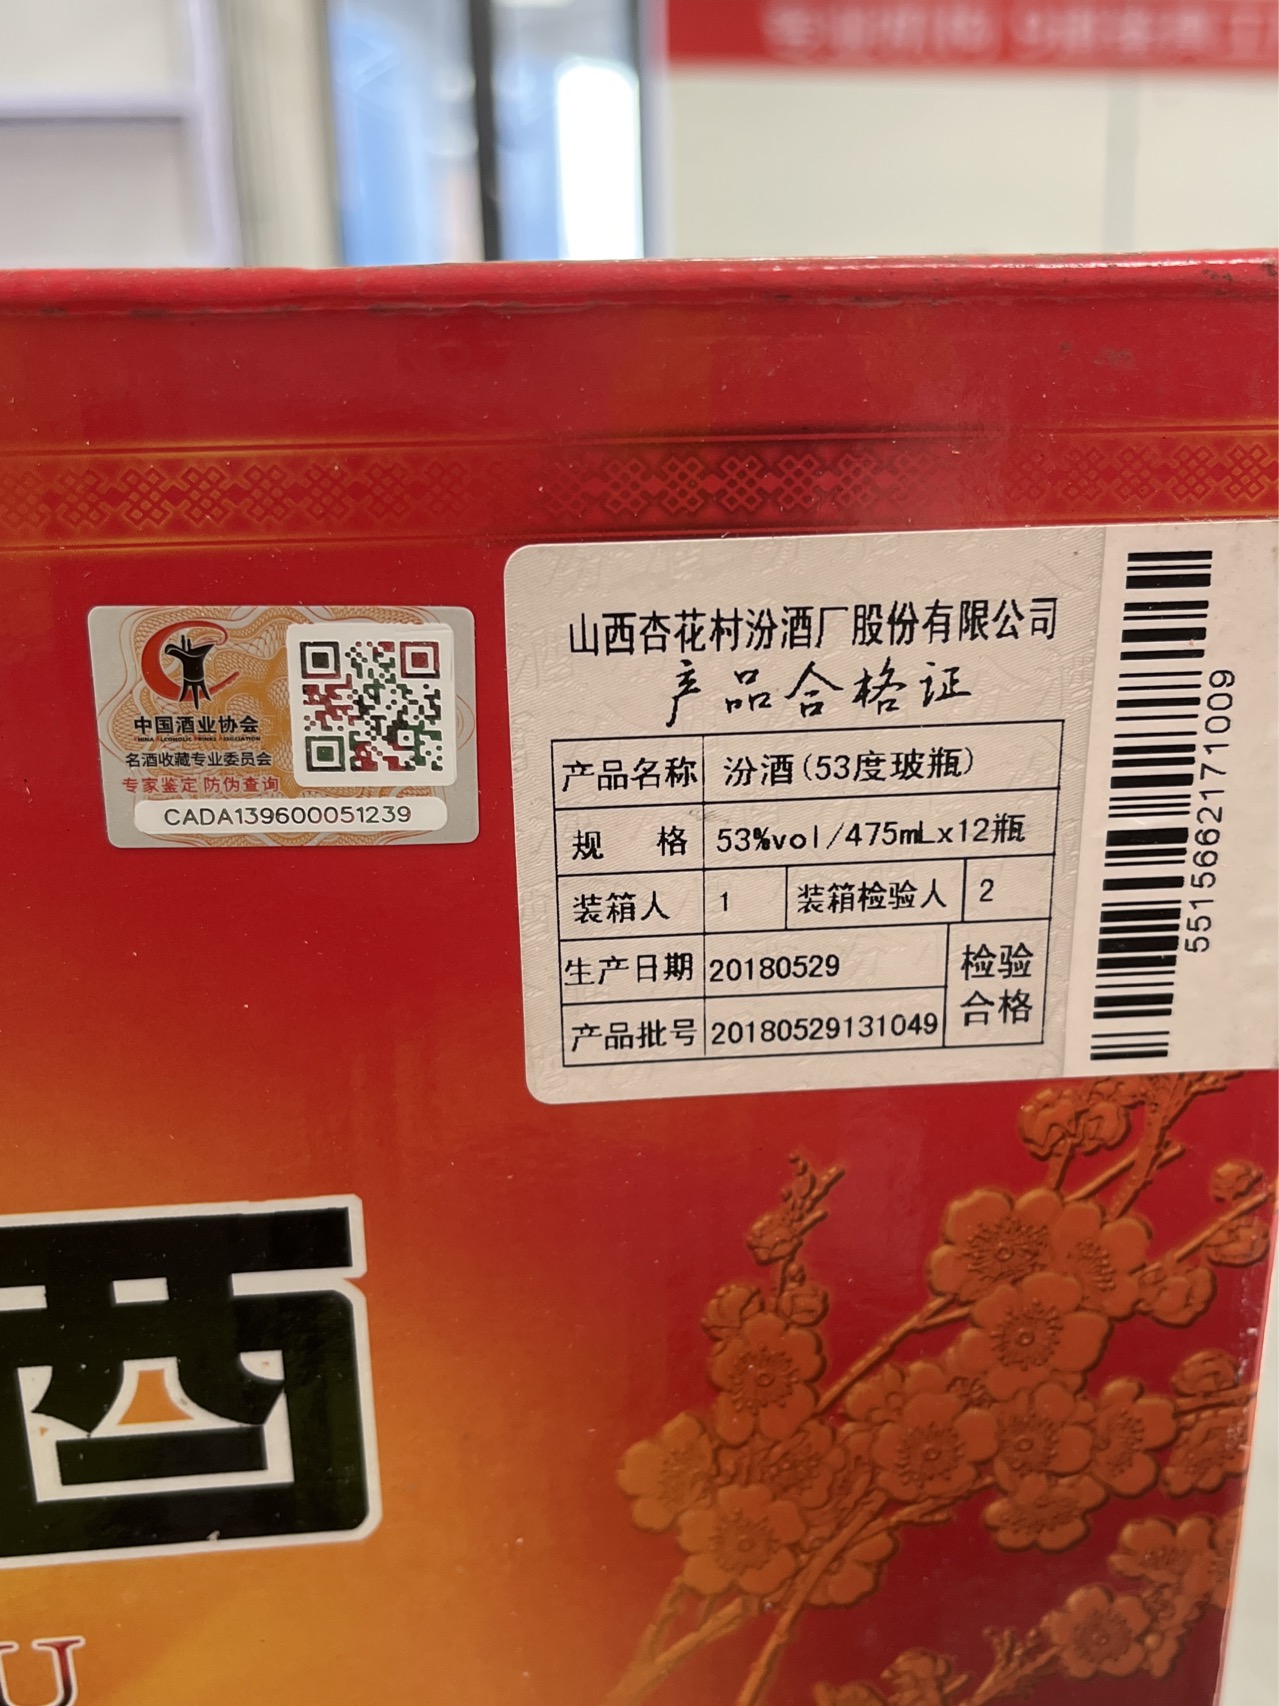 中国酒业协会
CHINA ALCOHOLIC DRINKS ASSOCIATION
名酒收藏专业委员会
专家鉴定 防伪查询
CADA139600051239
山西杏花村汾酒厂股份有限公司
产品合格证
产品名称 汾酒(53度玻瓶)
规 格 53%vol/475mLx12瓶
装箱人 1 装箱检验人 2
生产日期 20180529 检验
产品批号 20180529131049 合格
5515662171009
U